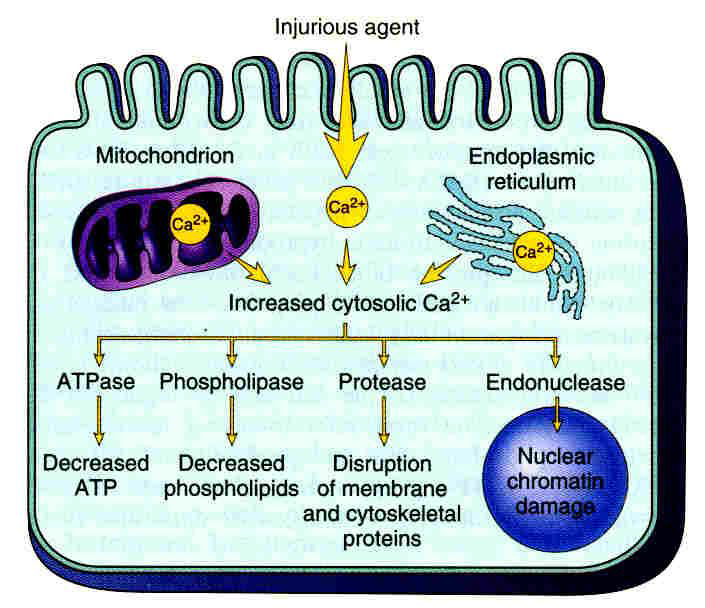 Injurious agent
Mitochondrion
Endoplasmic
reticulum
Ca2+
Ca2+
Ca2+
Increased cytosolic Ca2+
ATPase
Phospholipase
Protease
Endonuclease
Decreased
ATP
Decreased
phospholipids
Disruption
of membrane
and cytoskeletal
proteins
Nuclear
chromatin
damage